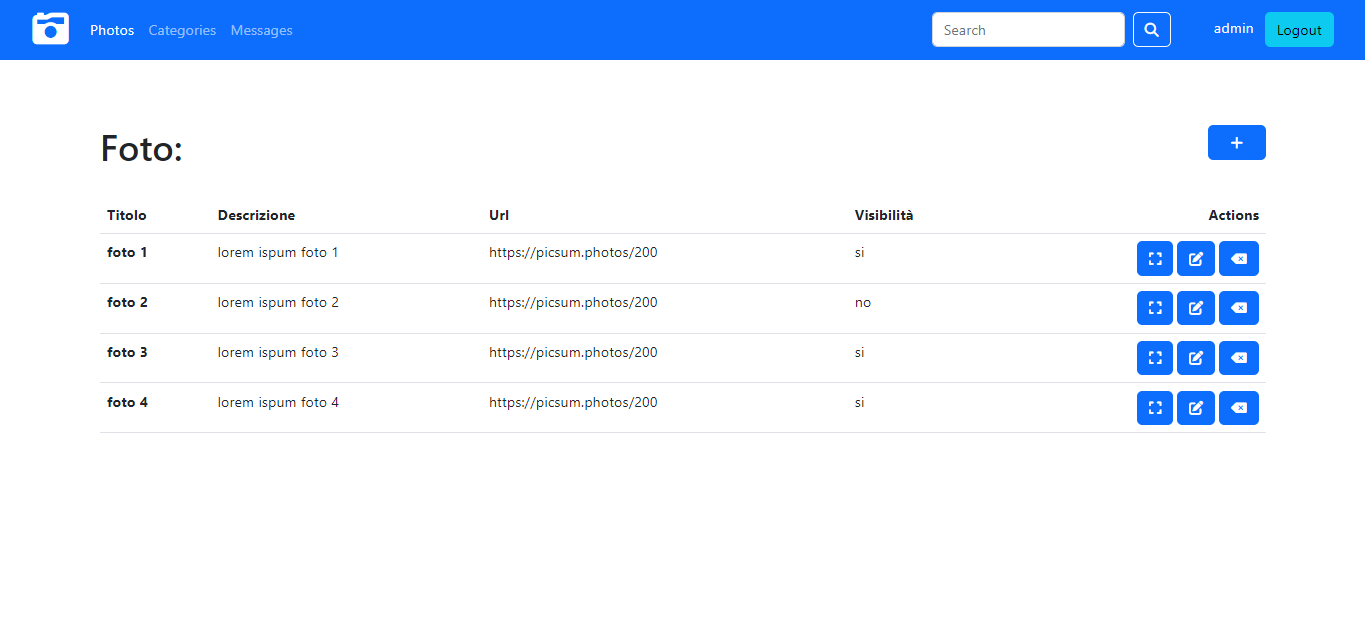 Photos Categories Messages Search admin Logout
Foto:
Titolo Descrizione Url Visibilità Actions
foto 1 lorem ispum foto 1 https://picsum.photos/200 si
foto 2 lorem ispum foto 2 https://picsum.photos/200 no
foto 3 lorem ispum foto 3 https://picsum.photos/200 si
foto 4 lorem ispum foto 4 https://picsum.photos/200 si